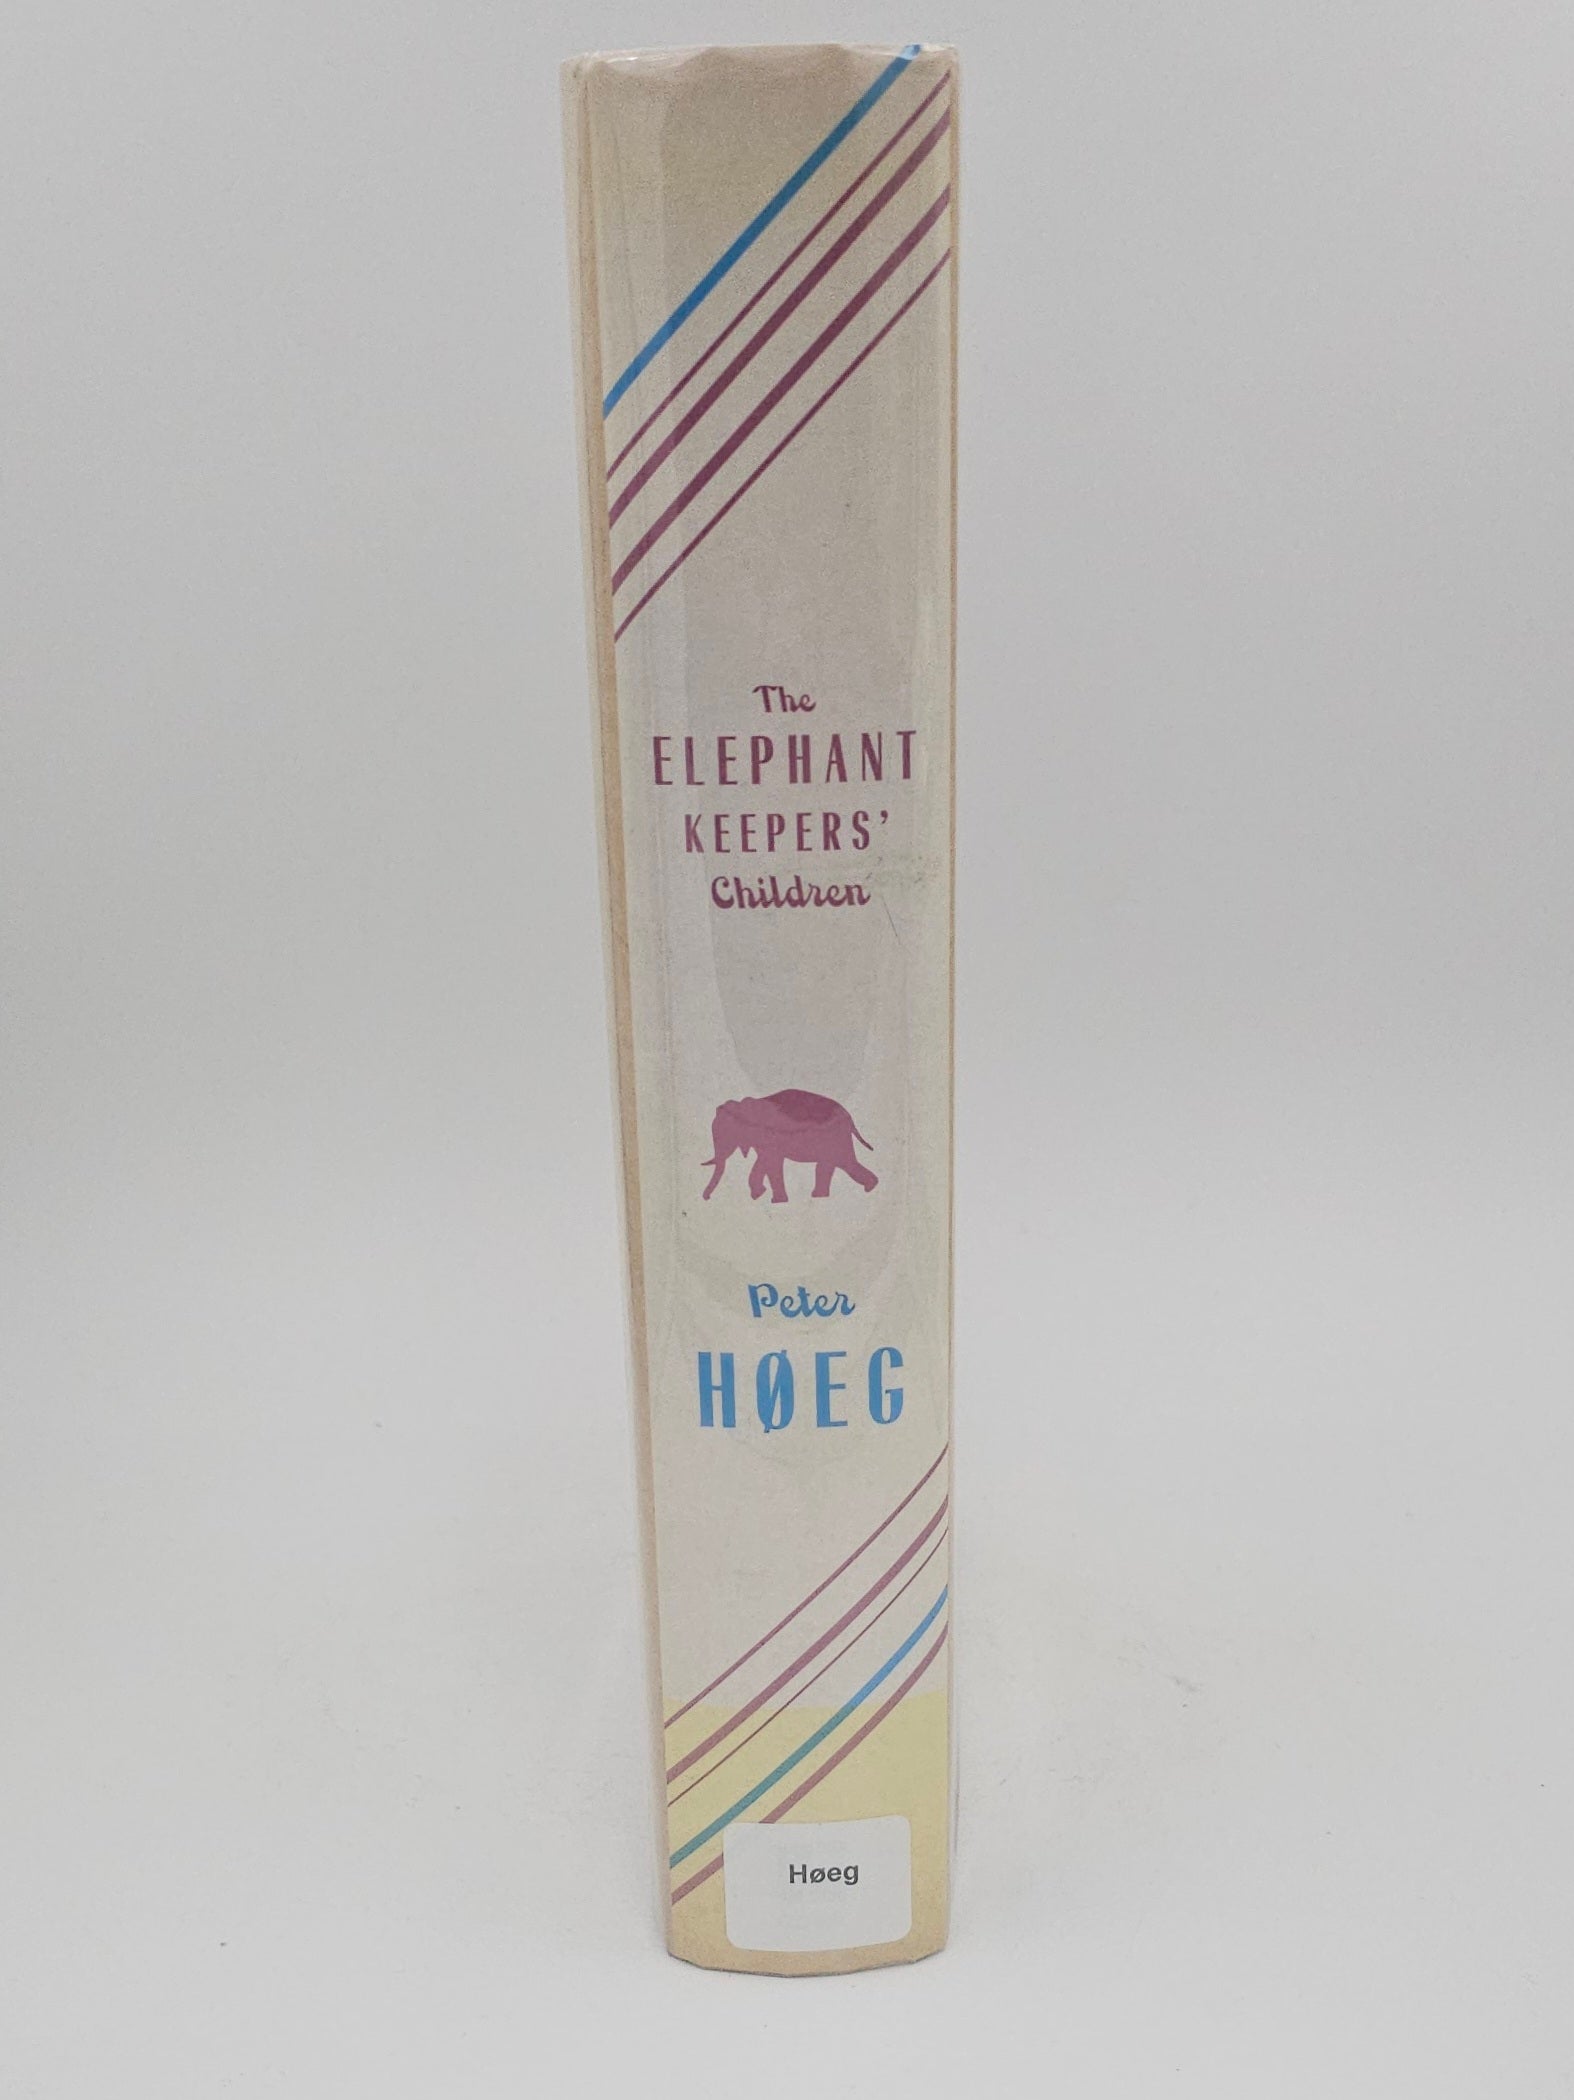 The
ELEPHANT
KEEPERS’
Children
Peter
HØEG
Høeg